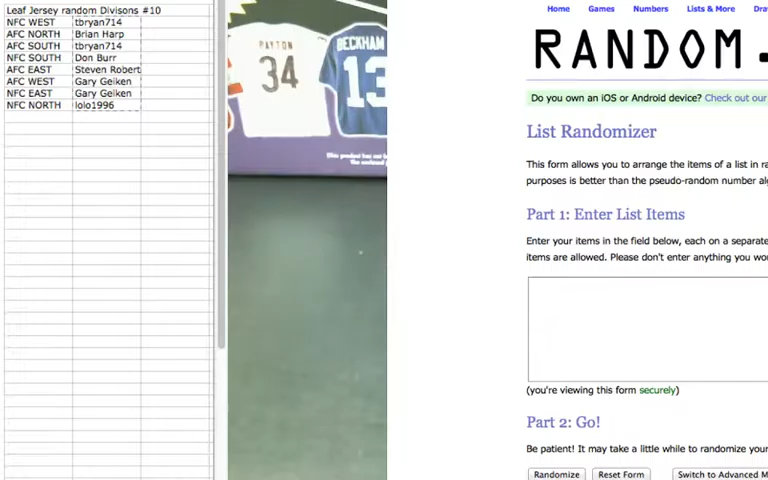 Leaf Jersey random Divisons #10
NFC WEST tbryan714
AFC NORTH Brian Harp
AFC SOUTH tbryan714
NFC SOUTH Don Burr
AFC EAST Steven Robert
AFC WEST Gary Geiken
NFC EAST Gary Geiken
NFC NORTH lolo1996
PAYTON
34
BECKHAM
13
Home Games Numbers Lists & More Dra
RANDOM.
Do you own an iOS or Android device? Check out our
List Randomizer
This form allows you to arrange the items of a list in ra
purposes is better than the pseudo-random number alg
Part 1: Enter List Items
Enter your items in the field below, each on a separate
items are allowed. Please don't enter anything you wou
(you're viewing this form securely)
Part 2: Go!
Be patient! It may take a little while to randomize your
Randomize Reset Form Switch to Advanced M